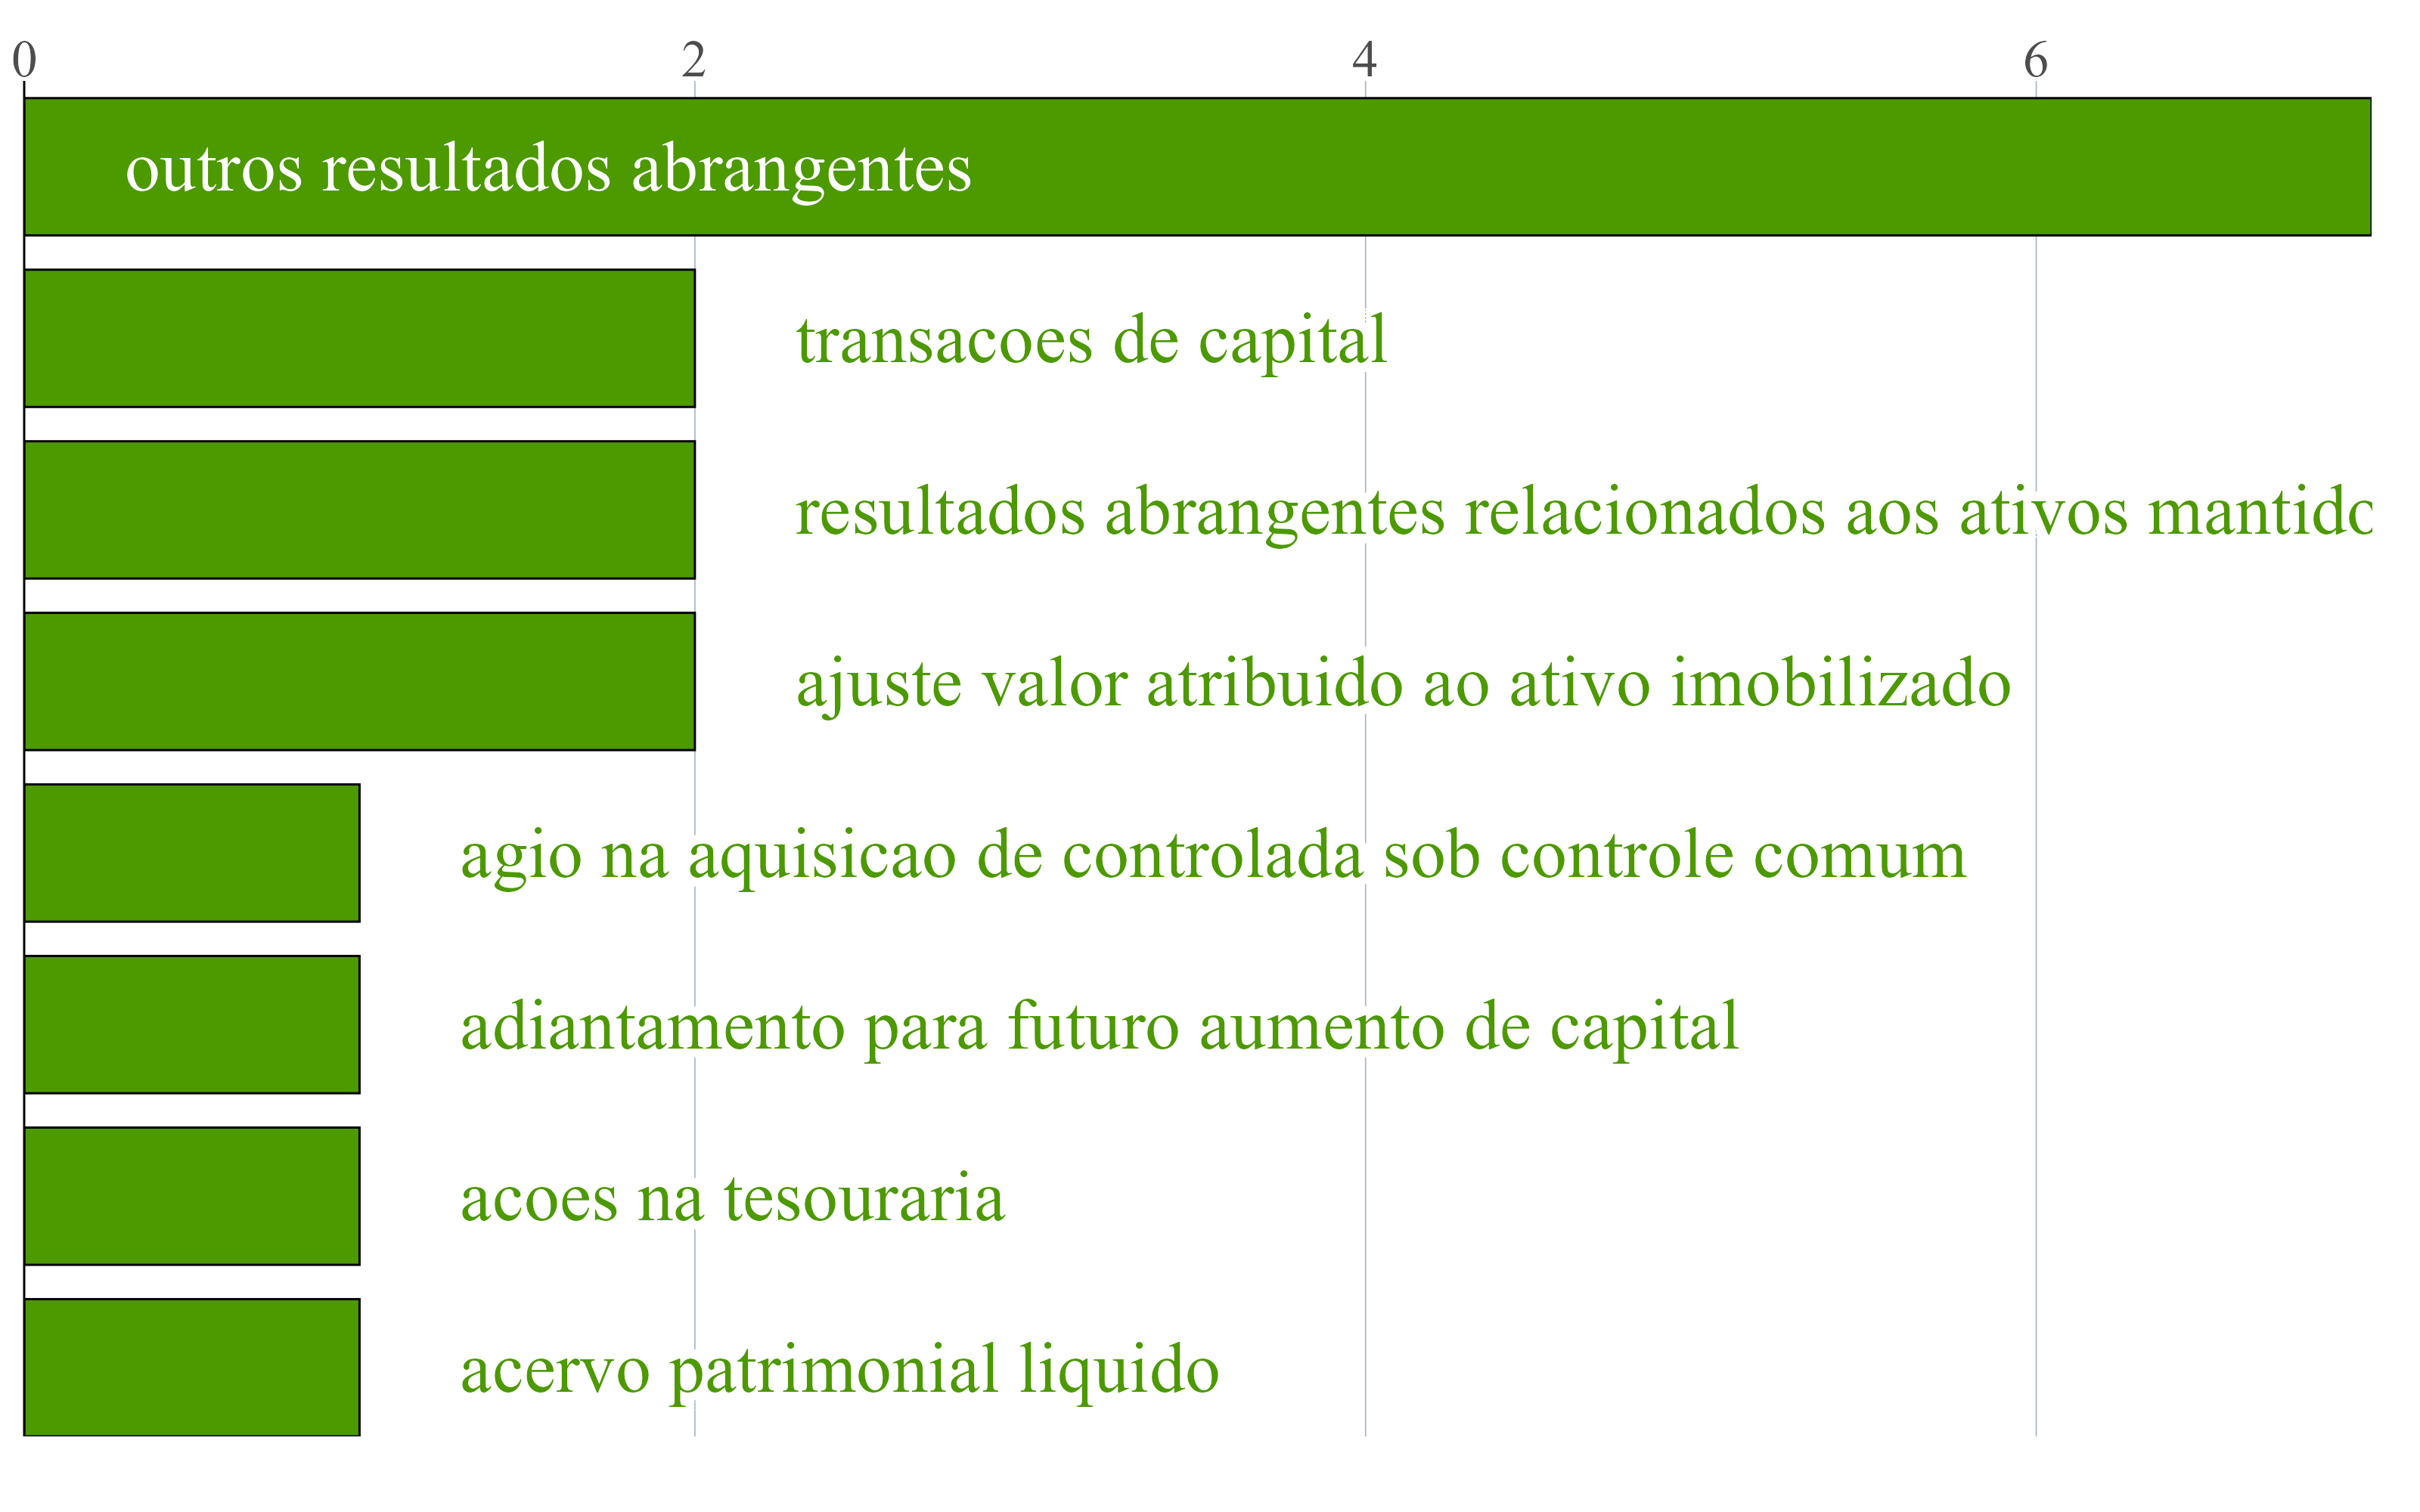 0 2 4 6
outros resultados abrangentes
transacoes de capital
resultados abrangentes relacionados aos ativos
ajuste valor atribuido ao ativo imobilizado
agio na aquisicao de controlada sob controle comum
adiantamento para futuro aumento de capital
acoes na tesouraria
acervo patrimonial liquido